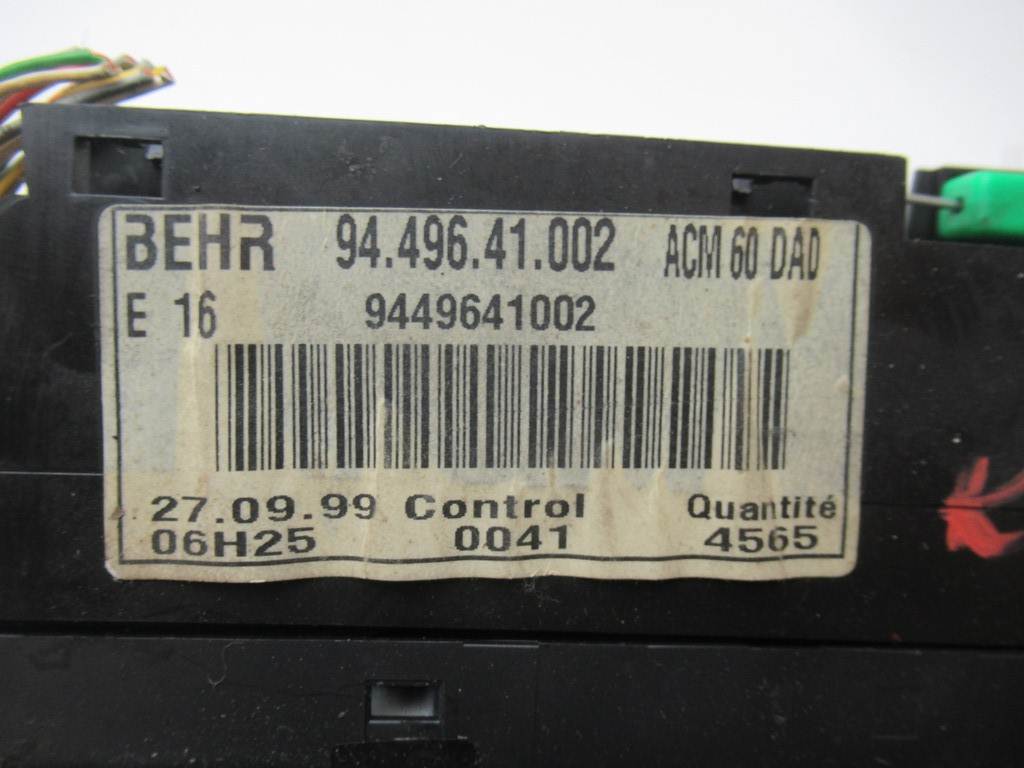 BEHR 94.496.41.002 ACM 60 DAD
E 16 9449641002
27.09.99 Control Quantité
06H25 0041 4565